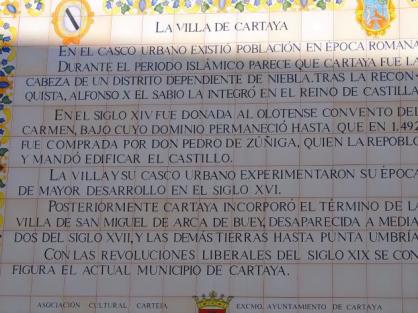 LA VILLA DE CARTAYA
EN EL CASCO URBANO EXISTIÓ POBLACIÓN EN ÉPOCA ROMANA
DURANTE EL PERIODO ISLÁMICO PARECE QUE CARTAYA FUE LA
CABEZA DE UN DISTRITO DEPENDIENTE DE NIEBLA. TRAS LA RECON-
QUISTA, ALFONSO X EL SABIO LA INTEGRÓ EN EL REINO DE CASTILLA
EN EL SIGLO XIV FUE DONADA AL OLOTENSE CONVENTO DEL
CARMEN, BAJO CUYO DOMINIO PERMANECIÓ HASTA QUE EN 1.492
FUE COMPRADA POR DON PEDRO DE ZÚÑIGA, QUIEN LA REPOBLO
Y MANDÓ EDIFICAR EL CASTILLO.
LA VILLA Y SU CASCO URBANO EXPERIMENTARON SU ÉPOCA
DE MAYOR DESARROLLO EN EL SIGLO XVI.
POSTERIORMENTE CARTAYA INCORPORÓ EL TÉRMINO DE LA
VILLA DE SAN MIGUEL DE ARCA DE BUEY, DESAPARECIDA A MEDIA-
DOS DEL SIGLO XVII, Y LAS DEMÁS TIERRAS HASTA PUNTA UMBRÍA
CON LAS REVOLUCIONES LIBERALES DEL SIGLO XIX SE CON-
FIGURA EL ACTUAL MUNICIPIO DE CARTAYA.
ASOCIACIÓN CULTURAL CARTEIA EXCMO. AYUNTAMIENTO DE CARTAYA